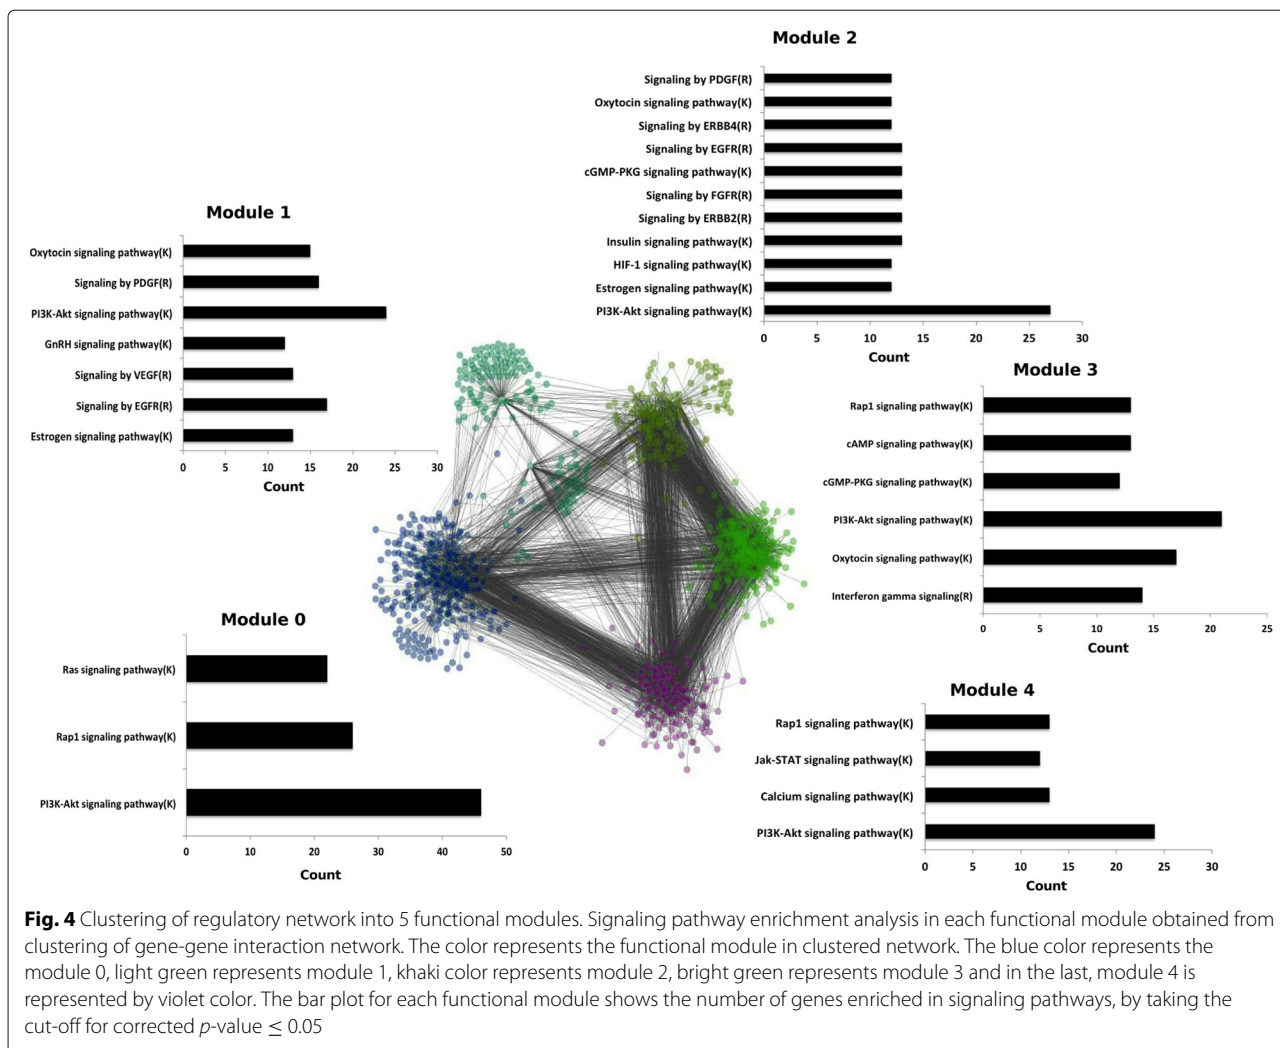 Module 2
Signaling by PDGF(R)
Oxytocin signaling pathway(K)
Signaling by ERBB4(R)
Signaling by EGFR(R)
cGMP-PKG signaling pathway(K)
Signaling by FGFR(R)
Signaling by ERBB2(R)
Insulin signaling pathway(K)
HIF-1 signaling pathway(K)
Estrogen signaling pathway(K)
PI3K-Akt signaling pathway(K)
0 5 10 15 20 25 30
Count
Module 1
Oxytocin signaling pathway(K)
Signaling by PDGF(R)
PI3K-Akt signaling pathway(K)
GnRH signaling pathway(K)
Signaling by VEGF(R)
Signaling by EGFR(R)
Estrogen signaling pathway(K)
0 5 10 15 20 25 30
Count
Module 3
Rap1 signaling pathway(K)
cAMP signaling pathway(K)
cGMP-PKG signaling pathway(K)
PI3K-Akt signaling pathway(K)
Oxytocin signaling pathway(K)
Interferon gamma signaling(R)
0 5 10 15 20 25
Count
Module 0
Ras signaling pathway(K)
Rap1 signaling pathway(K)
PI3K-Akt signaling pathway(K)
0 10 20 30 40 50
Count
Module 4
Rap1 signaling pathway(K)
Jak-STAT signaling pathway(K)
Calcium signaling pathway(K)
PI3K-Akt signaling pathway(K)
0 5 10 15 20 25 30
Count
Fig. 4 Clustering of regulatory network into 5 functional modules. Signaling pathway enrichment analysis in each functional module obtained from
clustering of gene-gene interaction network. The color represents the functional module in clustered network. The blue color represents the
module 0, light green represents module 1, khaki color represents module 2, bright green represents module 3 and in the last, module 4 is
represented by violet color. The bar plot for each functional module shows the number of genes enriched in signaling pathways, by taking the
cut-off for corrected p-value ≤ 0.05